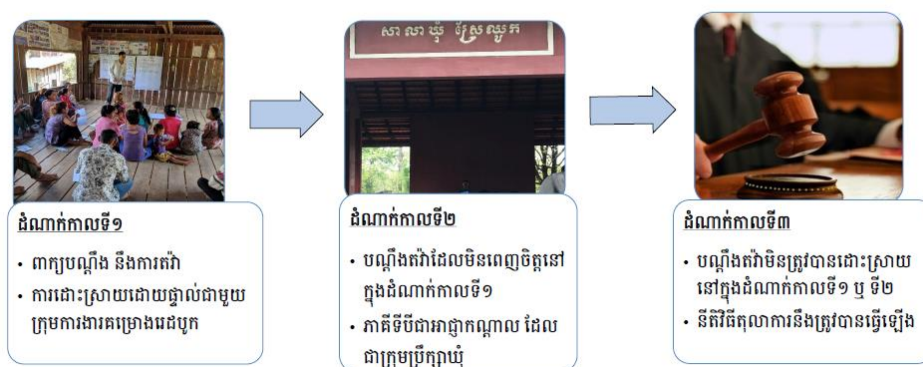 សាលាឃុំ ស្រែឈូក
ដំណាក់កាលទី១
• ពាក្យបណ្តឹង នឹងការតវ៉ា
• ការដោះស្រាយដោយផ្ទាល់ជាមួយ
ក្រុមការងារគម្រោងរេដបូក
ដំណាក់កាលទី២
• បណ្តឹងតវ៉ាដែលមិនពេញចិត្តនៅ
ក្នុងដំណាក់កាលទី១
• ភាគីទីបីជាអាជ្ញាកណ្តាល ដែល
ជាក្រុមប្រឹក្សាឃុំ
ដំណាក់កាលទី៣
• បណ្តឹងតវ៉ាមិនត្រូវបានដោះស្រាយ
នៅក្នុងដំណាក់កាលទី១ ឬ ទី២
• នីតិវិធីតុលាការនឹងត្រូវបានធ្វើឡើង